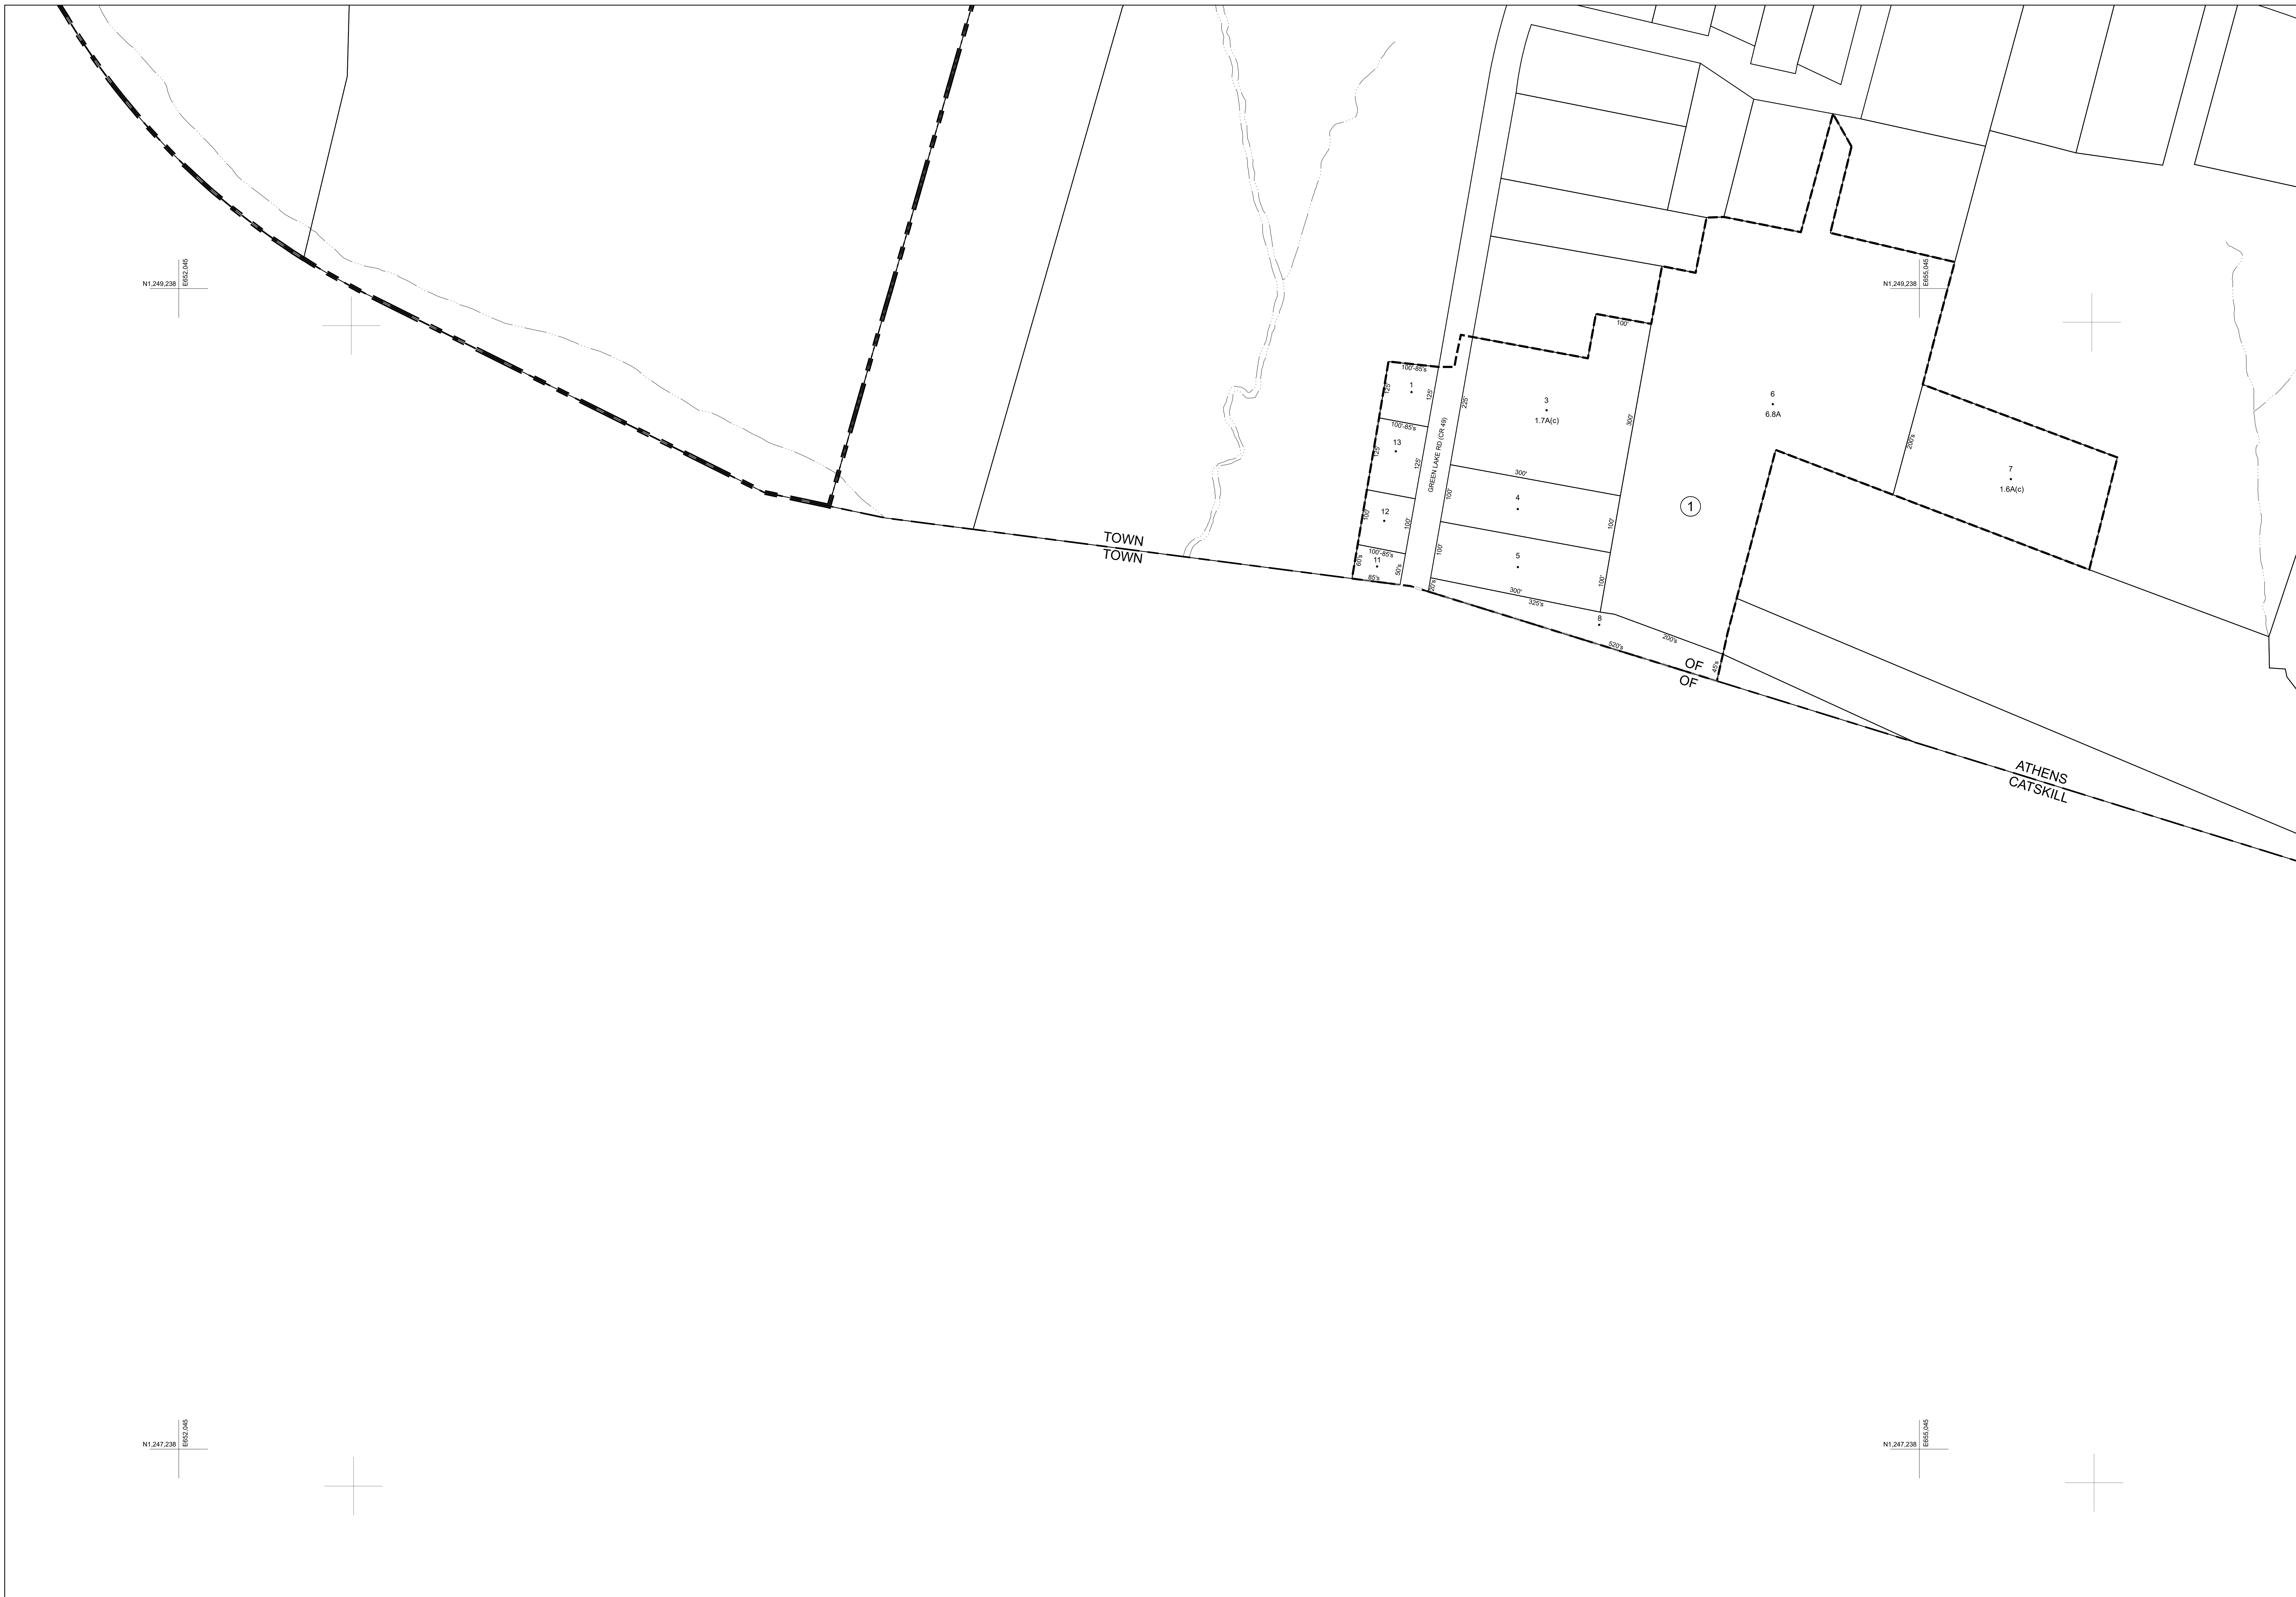 N1,249,238
E652,045
N1,249,238
E655,045
100'
100'-85's
1
125'
125'
100'-85's
13
125'
125'
12
100'
100'
100'-85's
11
60's
50's
85's
GREEN LAKE RD (CR 49)
225'
3
1.7A(c)
300'
300'
4
100'
100'
5
100'
100'
20's
300'
325's
8
200's
520's
45's
6
6.8A
1
200's
7
1.6A(c)
TOWN
TOWN
OF
OF
ATHENS
CATSKILL
N1,247,238
E652,045
N1,247,238
E655,045